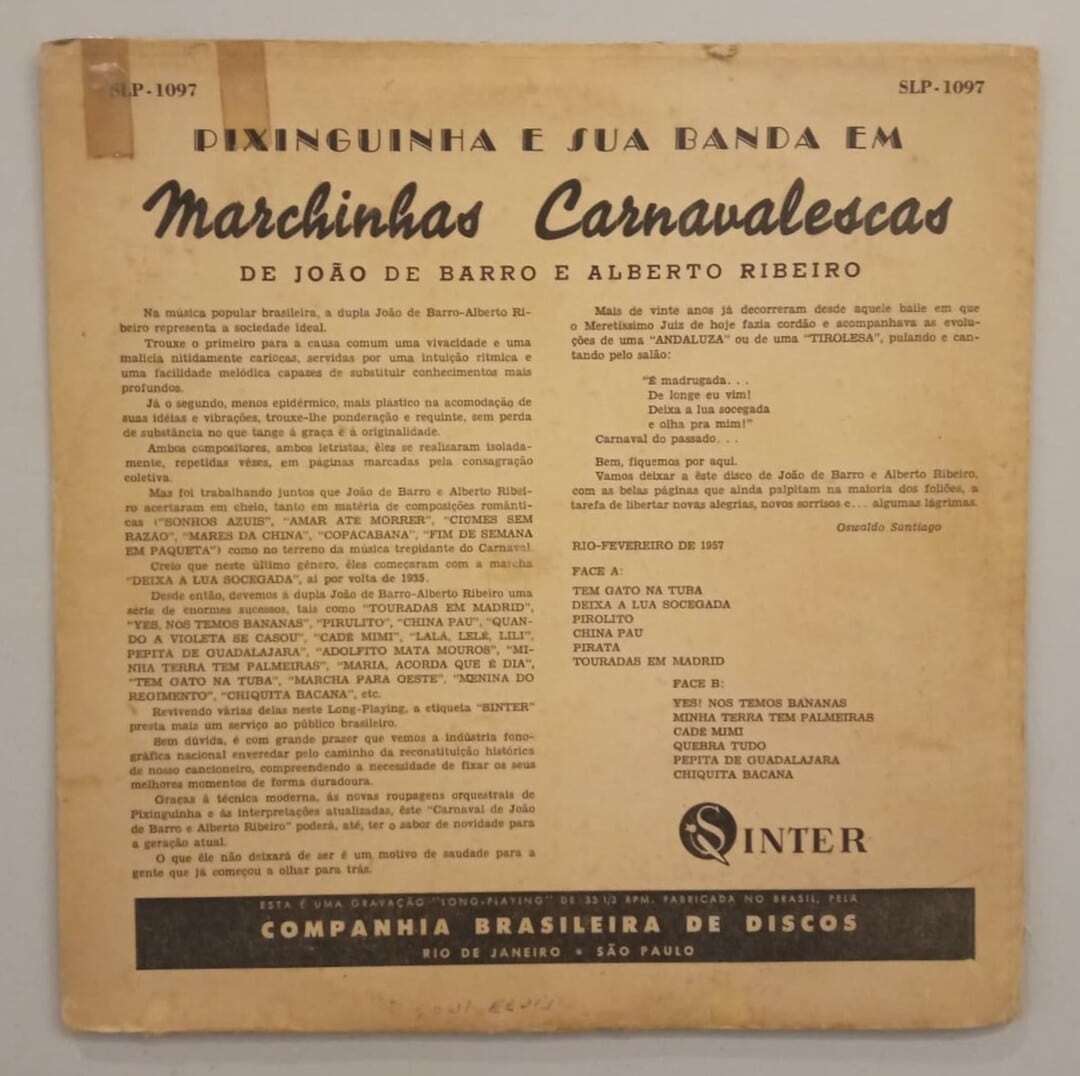 SLP-1097
SLP-1097
PIXINGUINHA E SUA BANDA EM
Marchinhas Carnavalescas
DE JOÃO DE BARRO E ALBERTO RIBEIRO
Na música popular brasileira, a dupla João de Barro-Alberto Ri-
beiro representa a sociedade ideal.
Trouxe o primeiro para a causa comum uma vivacidade e uma
malícia nitidamente cariocas, servidas por uma intuição rítmica e
uma facilidade melódica capazes de substituir conhecimentos mais
profundos.
Já o segundo, menos epidérmico, mais plástico na acomodação de
suas idéias e vibrações, trouxe-lhe ponderação e requinte, sem perda
de substância no que tange á graça e á originalidade.
Ambos compositores, ambos letristas, êles se realisaram isolada-
mente, repetidas vêzes, em páginas marcadas pela consagração
coletiva.
Mas foi trabalhando juntos que João de Barro e Alberto Ribei-
ro acertaram em cheio, tanto em matéria de composições românti-
cas ("SONHOS AZUIS", "AMAR ATE MORRER", "CIUMES SEM
RAZAO", "MARES DA CHINA", "COPACABANA", "FIM DE SEMANA
EM PAQUETA") como no terreno da música trepidante do Carnaval.
Creio que neste último gênero, êles começaram com a marcha
"DEIXA A LUA SOCEGADA", aí por volta de 1935.
Desde então, devemos á dupla João de Barro-Alberto Ribeiro uma
série de enormes sucessos, tais como "TOURADAS EM MADRID",
"YES, NOS TEMOS BANANAS", "PIRULITO", "CHINA PAU", "QUAN-
DO A VIOLETA SE CASOU", "CADÊ MIMI", "LALÁ, LELÉ, LILI",
PEPITA DE GUADALAJARA", "ADOLFITO MATA MOUROS", "MI-
NHA TERRA TEM PALMEIRAS", "MARIA, ACORDA QUE É DIA",
"TEM GATO NA TUBA", "MARCHA PARA OESTE", "MENINA DO
REGIMENTO", "CHIQUITA BACANA", etc.
Revivendo várias delas neste Long-Playing, a etiqueta "SINTER"
presta mais um serviço ao público brasileiro.
Sem dúvida, é com grande prazer que vemos a indústria fono-
gráfica nacional enveredar pelo caminho da reconstituição histórica
de nosso cancioneiro, compreendendo a necessidade de fixar os seus
melhores momentos de forma duradoura.
Graças á técnica moderna, ás novas roupagens orquestrais de
Pixinguinha e ás interpretações atualizadas, êste "Carnaval de João
de Barro e Alberto Ribeiro" poderá, até, ter o sabor de novidade para
a geração atual.
O que êle não deixará de ser é um motivo de saudade para a
gente que já começou a olhar para trás.
Mais de vinte anos já decorreram desde aquele baile em que
o Meretíssimo Juiz de hoje fazia cordão e acompanhava as evolu-
ções de uma "ANDALUZA" ou de uma "TIROLESA", pulando e can-
tando pelo salão:
"É madrugada...
De longe eu vim!
Deixa a lua socegada
e olha pra mim!"
Carnaval do passado...
Bem, fiquemos por aqui.
Vamos deixar a êste disco de João de Barro e Alberto Ribeiro,
com as belas páginas que ainda palpitam na maioria dos foliões, a
tarefa de libertar novas alegrias, novos sorrisos e... algumas lágrimas.
Oswaldo Santiago
RIO-FEVEREIRO DE 1957
FACE A:
TEM GATO NA TUBA
DEIXA A LUA SOCEGADA
PIROLITO
CHINA PAU
PIRATA
TOURADAS EM MADRID
FACE B:
YES! NOS TEMOS BANANAS
MINHA TERRA TEM PALMEIRAS
CADÊ MIMI
QUEBRA TUDO
PEPITA DE GUADALAJARA
CHIQUITA BACANA
SINTER
ESTA É UMA GRAVAÇÃO "LONG-PLAYING" DE 33 1/3 RPM. FABRICADA NO BRASIL, PELA
COMPANHIA BRASILEIRA DE DISCOS
RIO DE JANEIRO • SÃO PAULO